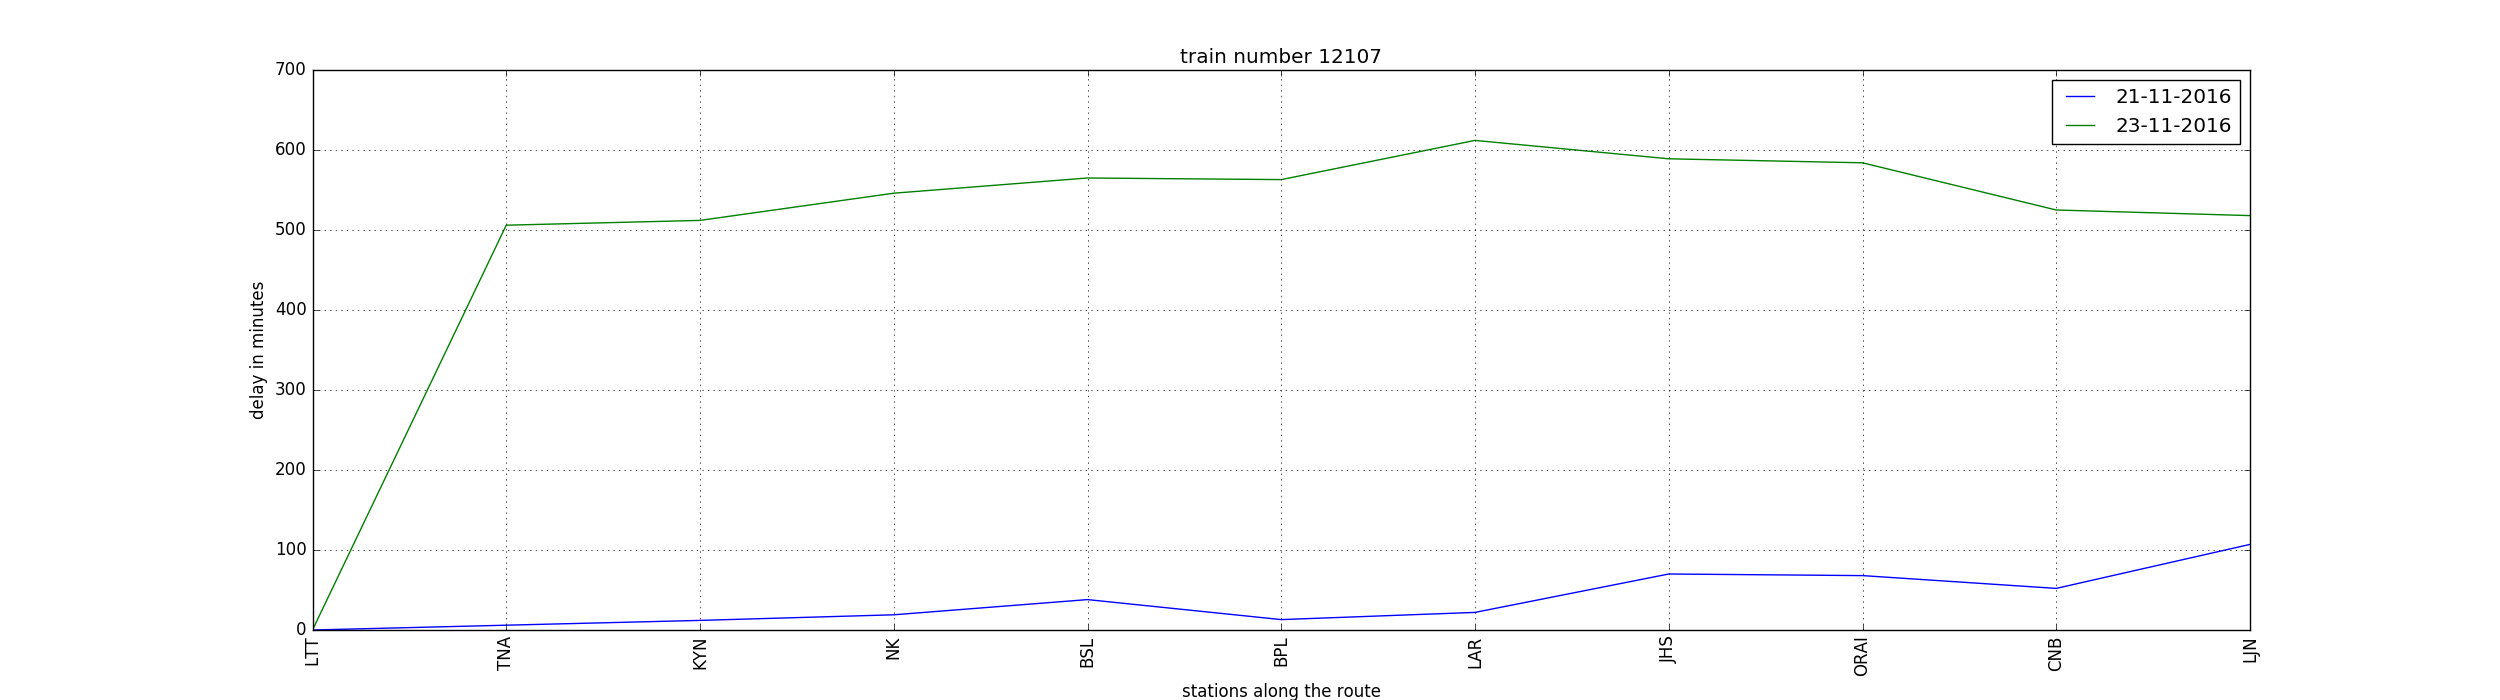 train number 12107
700
600
500
400
300
200
100
0
delay in minutes
21-11-2016
23-11-2016
LTT
TNA
KYN
NK
BSL
BPL
LAR
JHS
ORAI
CNB
LJN
stations along the route